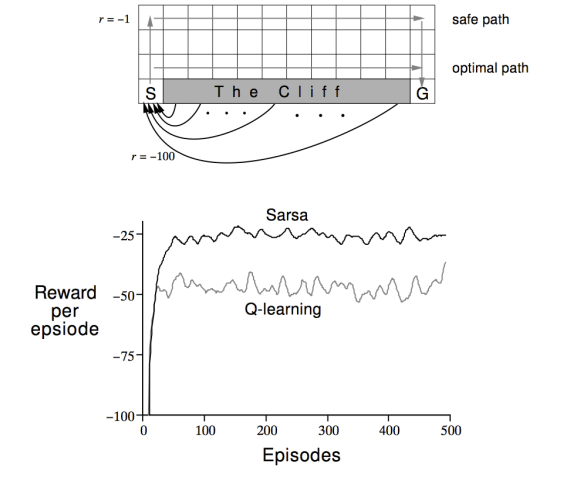 r = −1
safe path
optimal path
S
The Cliff
G
r = −100
Sarsa
−25
Reward
per
epsiode
−50
Q-learning
−75
−100
0
100
200
300
400
500
Episodes